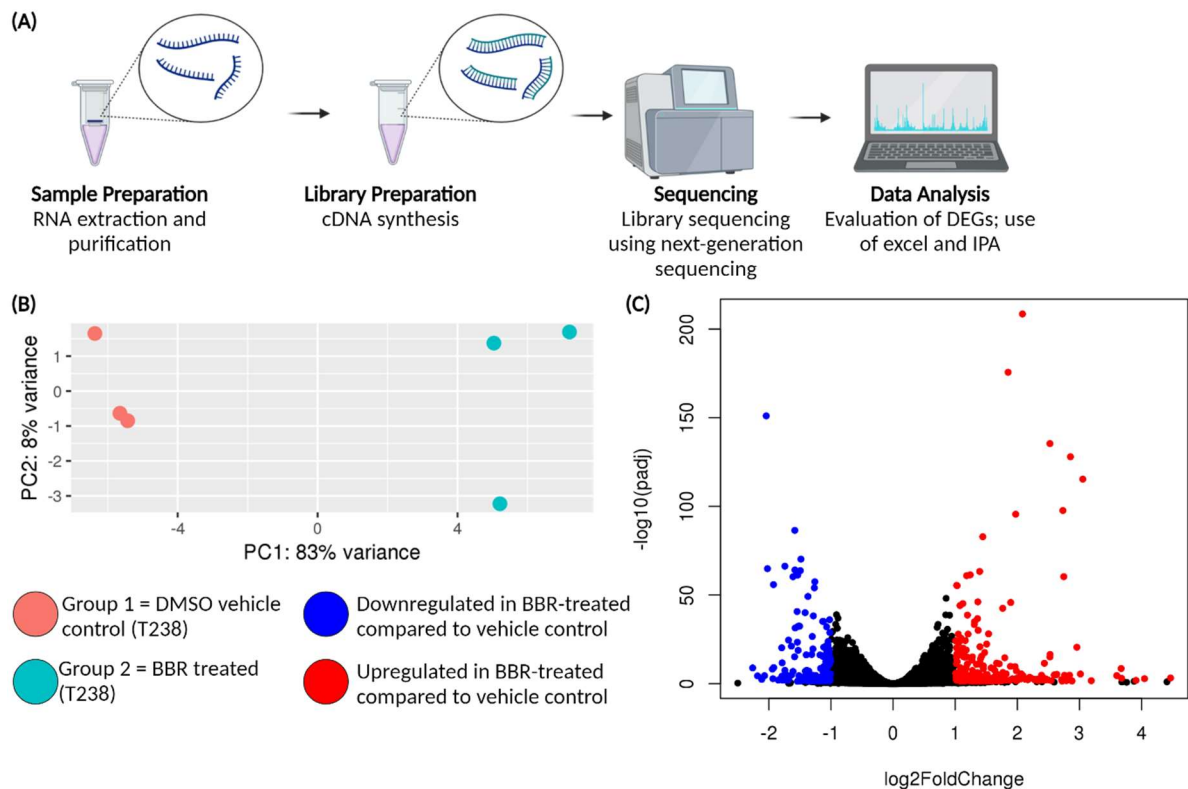 (A)
Sample Preparation
RNA extraction and
purification
Library Preparation
cDNA synthesis
Sequencing
Library sequencing
using next-generation
sequencing
Data Analysis
Evaluation of DEGs; use
of excel and IPA
(B)
PC2: 8% variance
1
0
-1
-2
-3
-4
0
4
PC1: 83% variance
Group 1 = DMSO vehicle
control (T238)
Group 2 = BBR treated
(T238)
Downregulated in BBR-treated
compared to vehicle control
Upregulated in BBR-treated
compared to vehicle control
(C)
-log10(padj)
200
150
100
50
0
-2
-1
0
1
2
3
4
log2FoldChange